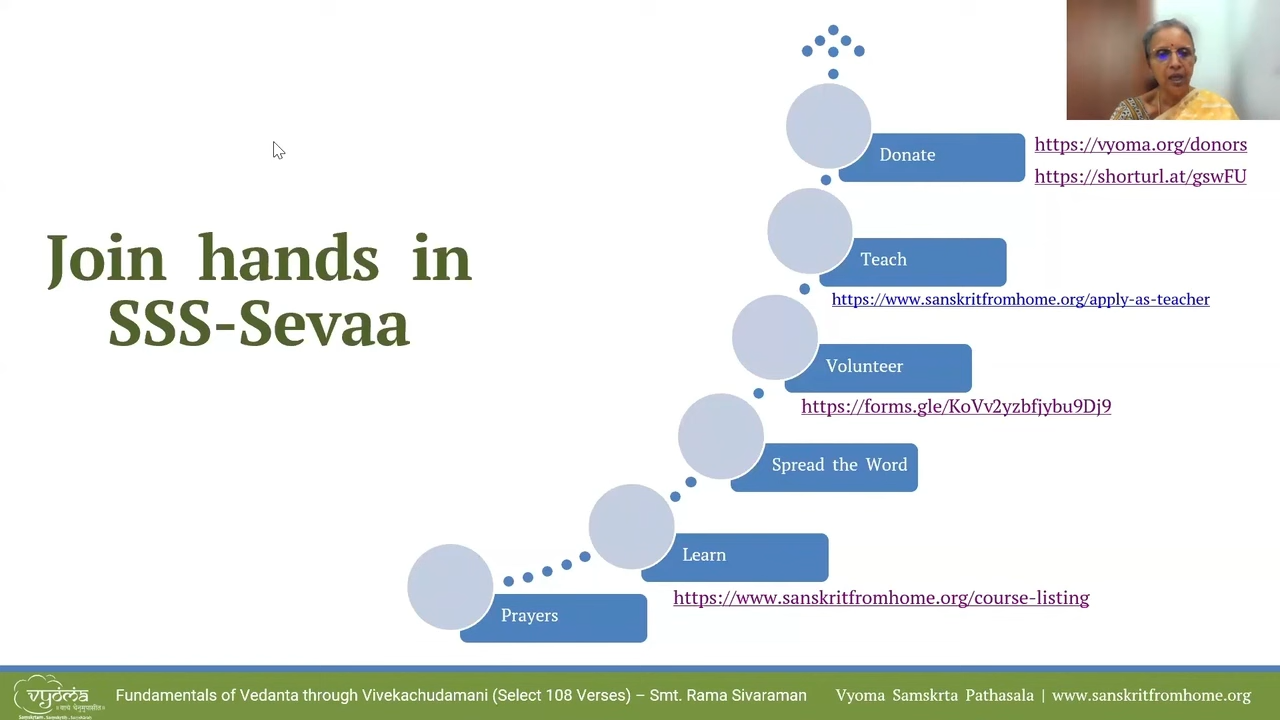 Join hands in
SSS-Sevaa
Donate
https://vyoma.org/donors
https://shorturl.at/gswFU
Teach
https://www.sanskritfromhome.org/apply-as-teacher
Volunteer
https://forms.gle/KoVv2yzbfjybu9Dj9
Spread the Word
Learn
https://www.sanskritfromhome.org/course-listing
Prayers
vyoma
Fundamentals of Vedanta through Vivekachudamani (Select 108 Verses) – Smt. Rama Sivaraman
Vyoma Samskrta Pathasala | www.sanskritfromhome.org